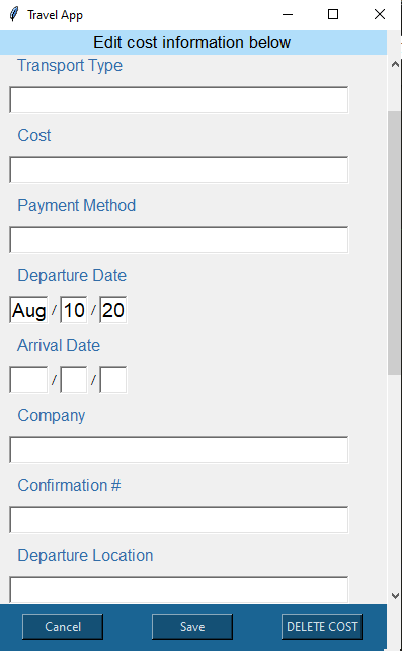 Travel App
Edit cost information below
Transport Type
Cost
Payment Method
Departure Date
Aug / 10 / 20
Arrival Date
/ /
Company
Confirmation #
Departure Location
Cancel Save DELETE COST